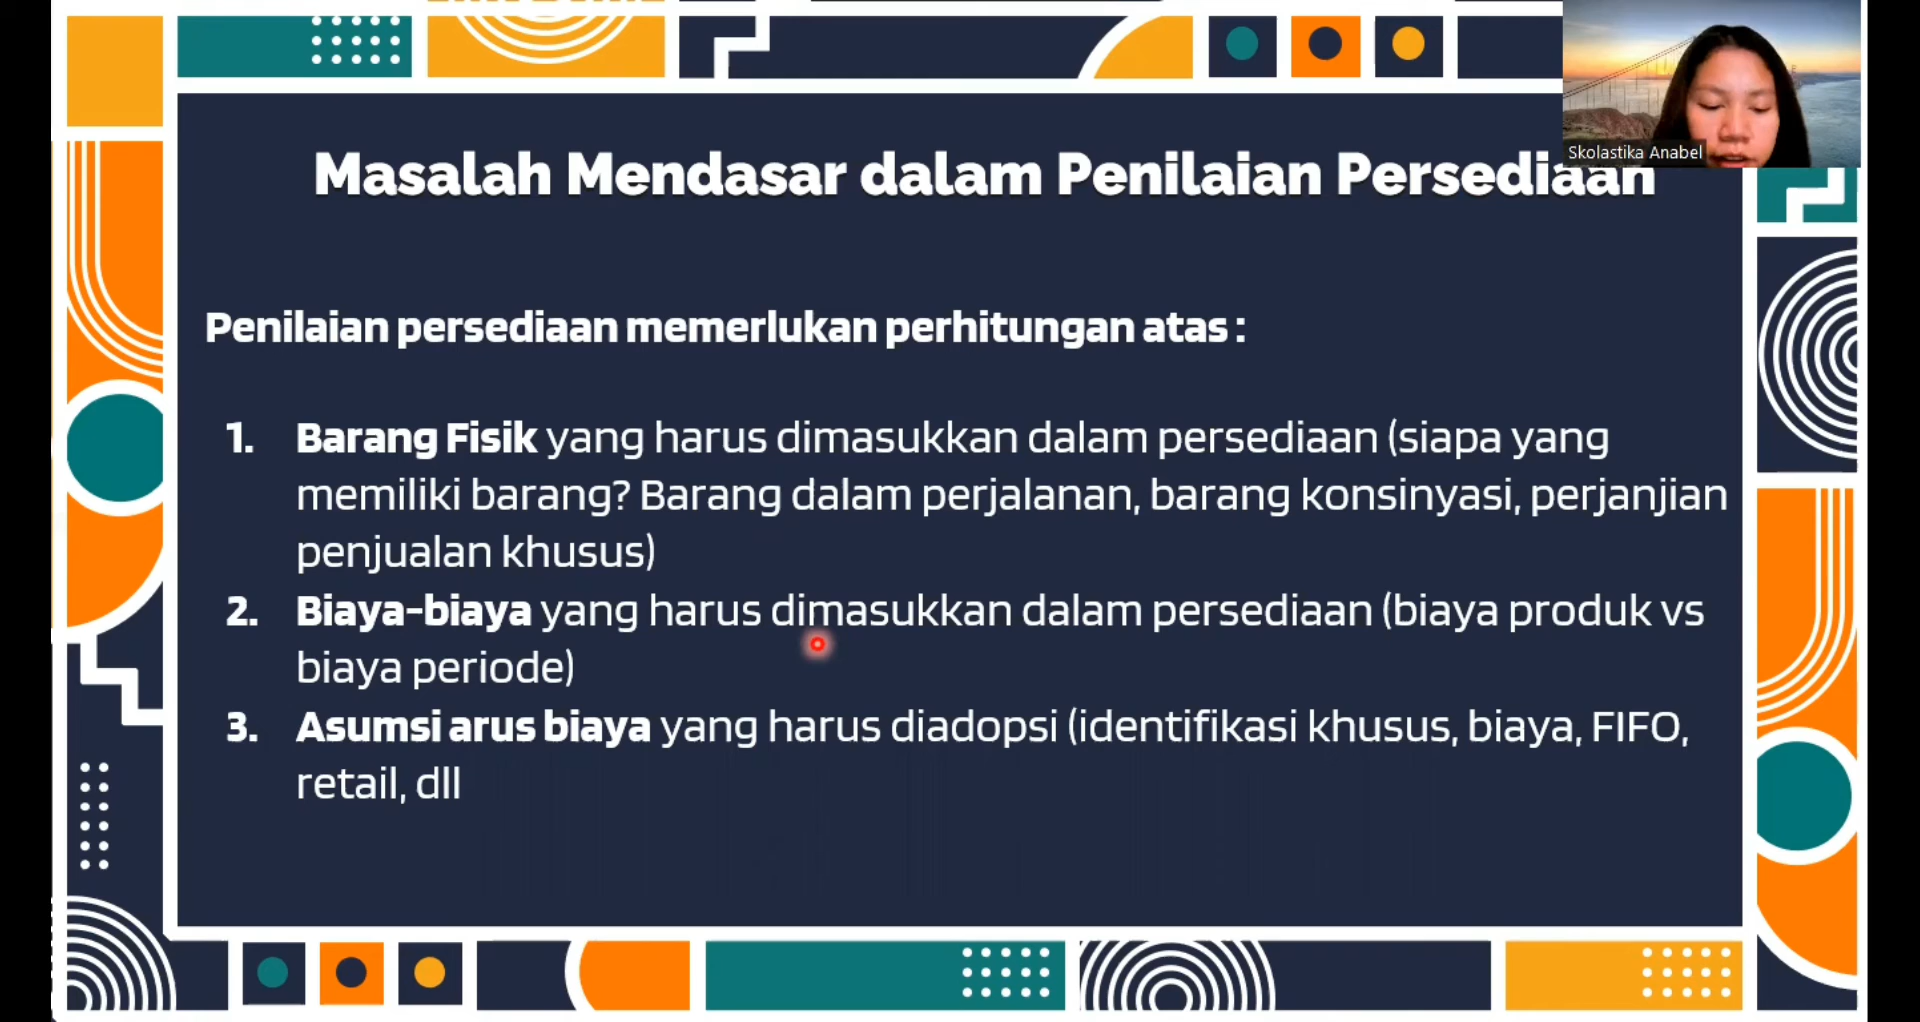 Skolastika Anabel
Masalah Mendasar dalam Penilaian Persediaan
Penilaian persediaan memerlukan perhitungan atas :
1. Barang Fisik yang harus dimasukkan dalam persediaan (siapa yang
memiliki barang? Barang dalam perjalanan, barang konsinyasi, perjanjian
penjualan khusus)
2. Biaya-biaya yang harus dimasukkan dalam persediaan (biaya produk vs
biaya periode)
3. Asumsi arus biaya yang harus diadopsi (identifikasi khusus, biaya, FIFO,
retail, dll